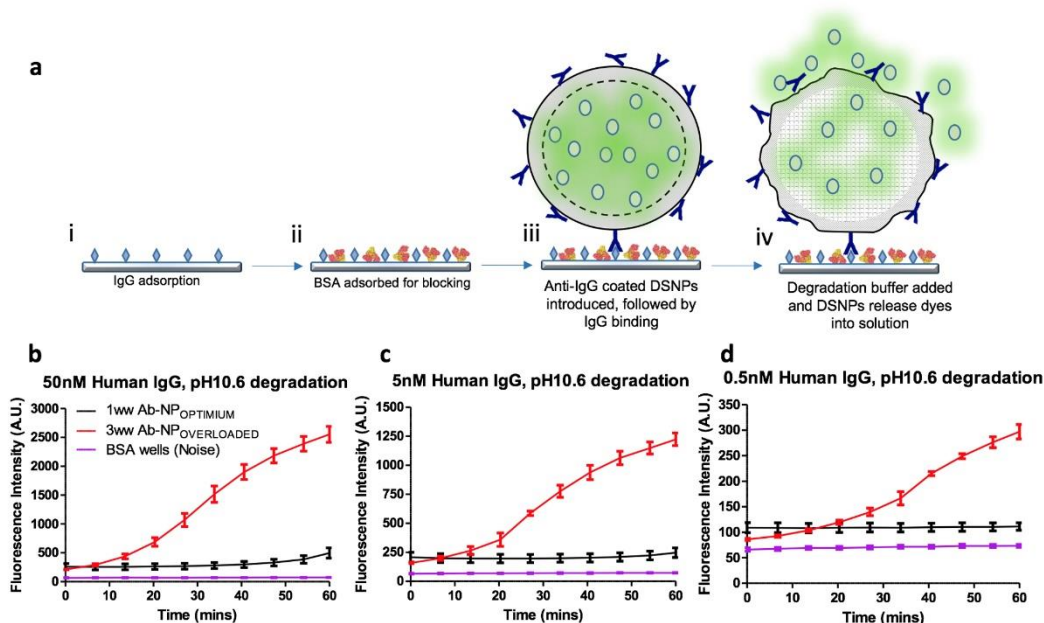 a
i
ii
iii
iv
IgG adsorption
BSA adsorbed for blocking
Anti-IgG coated DSNPs
introduced, followed by
IgG binding
Degradation buffer added
and DSNPs release dyes
into solution
b
50nM Human IgG, pH10.6 degradation
Fluorescence Intensity (A.U.)
3000
2500
2000
1500
1000
500
0
1ww Ab-NPOPTIMIUM
3ww Ab-NPOVERLOADED
BSA wells (Noise)
0 10 20 30 40 50 60
Time (mins)
c
5nM Human IgG, pH10.6 degradation
Fluorescence Intensity (A.U.)
1500
1250
1000
750
500
250
0
0 10 20 30 40 50 60
Time (mins)
d
0.5nM Human IgG, pH10.6 degradation
Fluorescence Intensity (A.U.)
350
300
250
200
150
100
50
0
0 10 20 30 40 50 60
Time (mins)